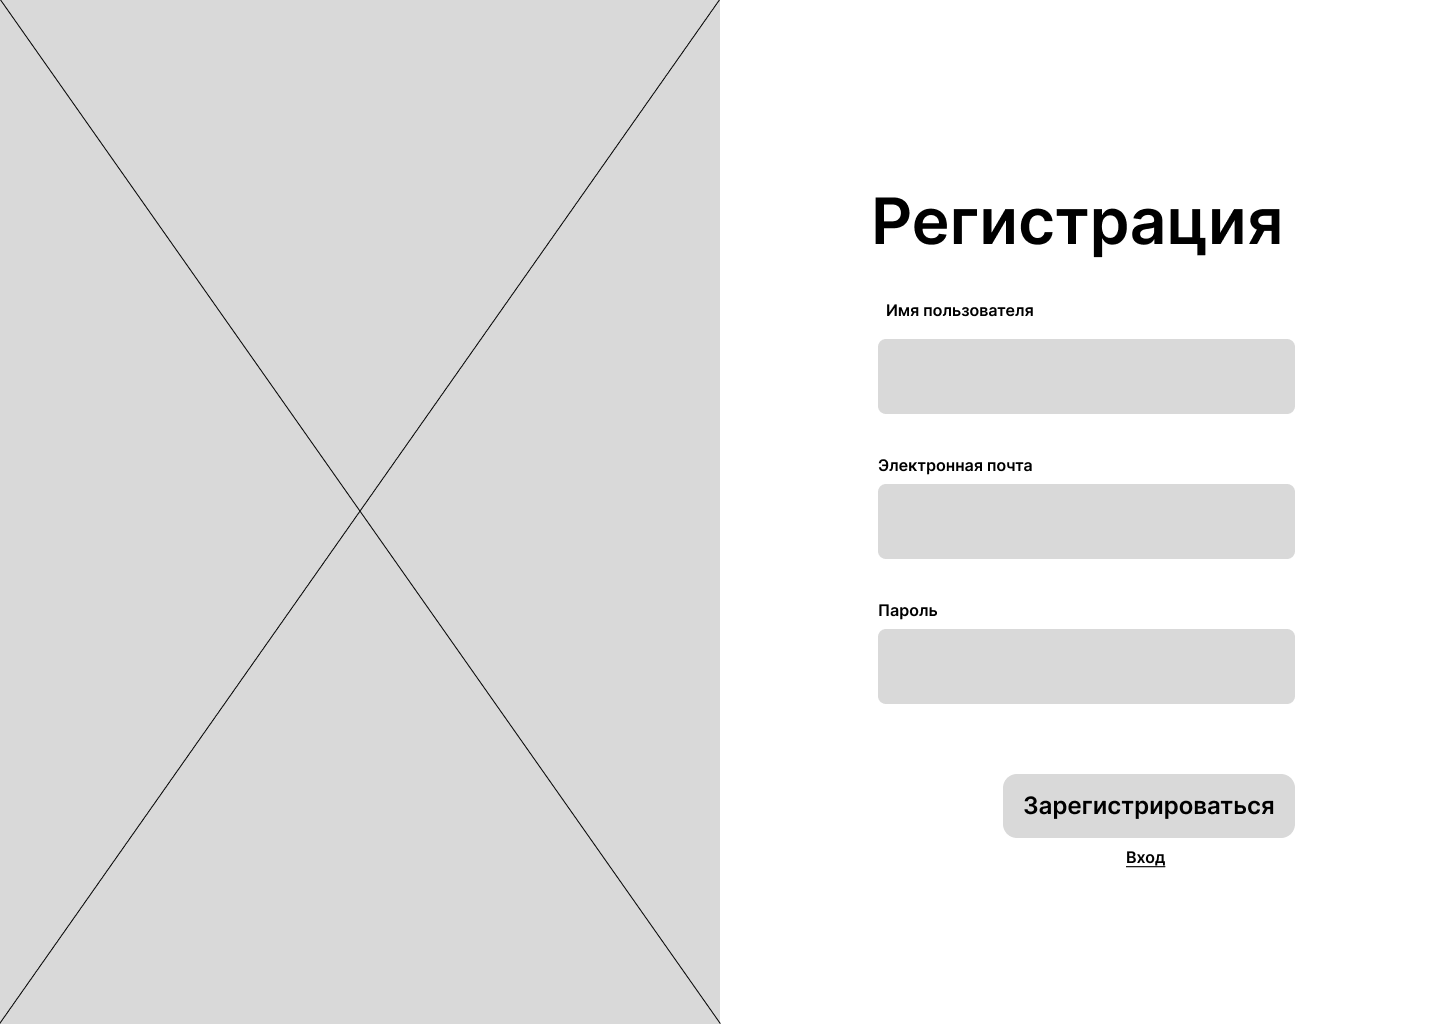 Регистрация
Имя пользователя
Электронная почта
Пароль
Зарегистрироваться
Вход